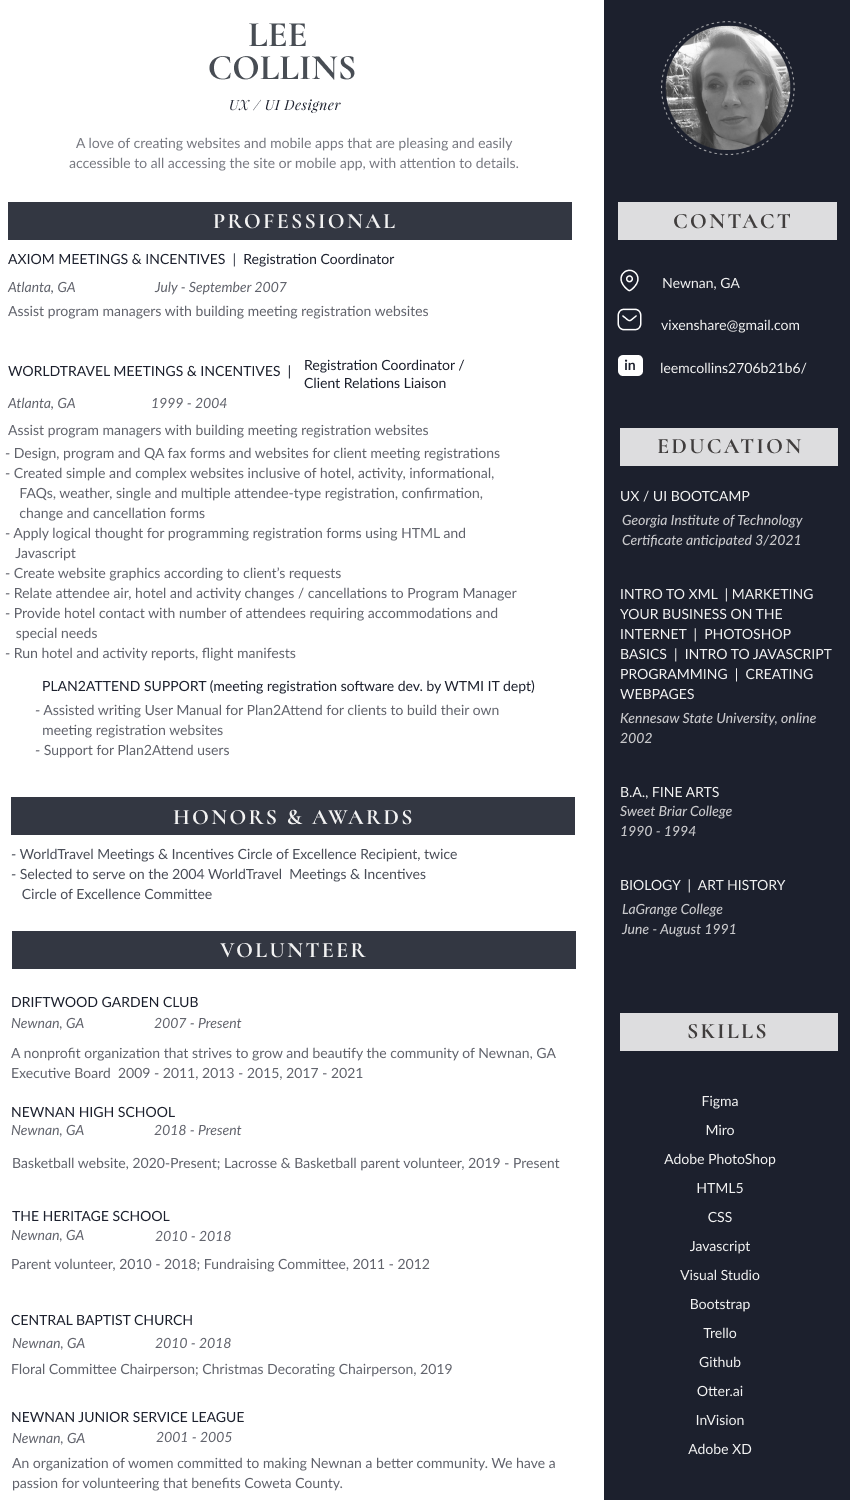 LEE
COLLINS
UX / UI Designer
A love of creating websites and mobile apps that are pleasing and easily
accessible to all accessing the site or mobile app, with attention to details.
PROFESSIONAL
AXIOM MEETINGS & INCENTIVES | Registration Coordinator
Atlanta, GA July - September 2007
Assist program managers with building meeting registration websites
WORLDTRAVEL MEETINGS & INCENTIVES | Registration Coordinator /
Client Relations Liaison
Atlanta, GA 1999 - 2004
Assist program managers with building meeting registration websites
- Design, program and QA fax forms and websites for client meeting registrations
- Created simple and complex websites inclusive of hotel, activity, informational,
FAQs, weather, single and multiple attendee-type registration, confirmation,
change and cancellation forms
- Apply logical thought for programming registration forms using HTML and
Javascript
- Create website graphics according to client's requests
- Relate attendee air, hotel and activity changes / cancellations to Program Manager
- Provide hotel contact with number of attendees requiring accommodations and
special needs
- Run hotel and activity reports, flight manifests
PLAN2ATTEND SUPPORT (meeting registration software dev. by WTMI IT dept)
- Assisted writing User Manual for Plan2Attend for clients to build their own
meeting registration websites
- Support for Plan2Attend users
HONORS & AWARDS
- WorldTravel Meetings & Incentives Circle of Excellence Recipient, twice
- Selected to serve on the 2004 WorldTravel Meetings & Incentives
Circle of Excellence Committee
VOLUNTEER
DRIFTWOOD GARDEN CLUB
Newnan, GA 2007 - Present
A nonprofit organization that strives to grow and beautify the community of Newnan, GA
Executive Board 2009 - 2011, 2013 - 2015, 2017 - 2021
NEWNAN HIGH SCHOOL
Newnan, GA 2018 - Present
Basketball website, 2020-Present; Lacrosse & Basketball parent volunteer, 2019 - Present
THE HERITAGE SCHOOL
Newnan, GA 2010 - 2018
Parent volunteer, 2010 - 2018; Fundraising Committee, 2011 - 2012
CENTRAL BAPTIST CHURCH
Newnan, GA 2010 - 2018
Floral Committee Chairperson; Christmas Decorating Chairperson, 2019
NEWNAN JUNIOR SERVICE LEAGUE
Newnan, GA 2001 - 2005
An organization of women committed to making Newnan a better community. We have a
passion for volunteering that benefits Coweta County.
CONTACT
Newnan, GA
vixenshare@gmail.com
in leemcollins2706b21b6/
EDUCATION
UX / UI BOOTCAMP
Georgia Institute of Technology
Certificate anticipated 3/2021
INTRO TO XML | MARKETING
YOUR BUSINESS ON THE
INTERNET | PHOTOSHOP
BASICS | INTRO TO JAVASCRIPT
PROGRAMMING | CREATING
WEBPAGES
Kennesaw State University, online
2002
B.A., FINE ARTS
Sweet Briar College
1990 - 1994
BIOLOGY | ART HISTORY
LaGrange College
June - August 1991
SKILLS
Figma
Miro
Adobe PhotoShop
HTML5
CSS
Javascript
Visual Studio
Bootstrap
Trello
Github
Otter.ai
InVision
Adobe XD